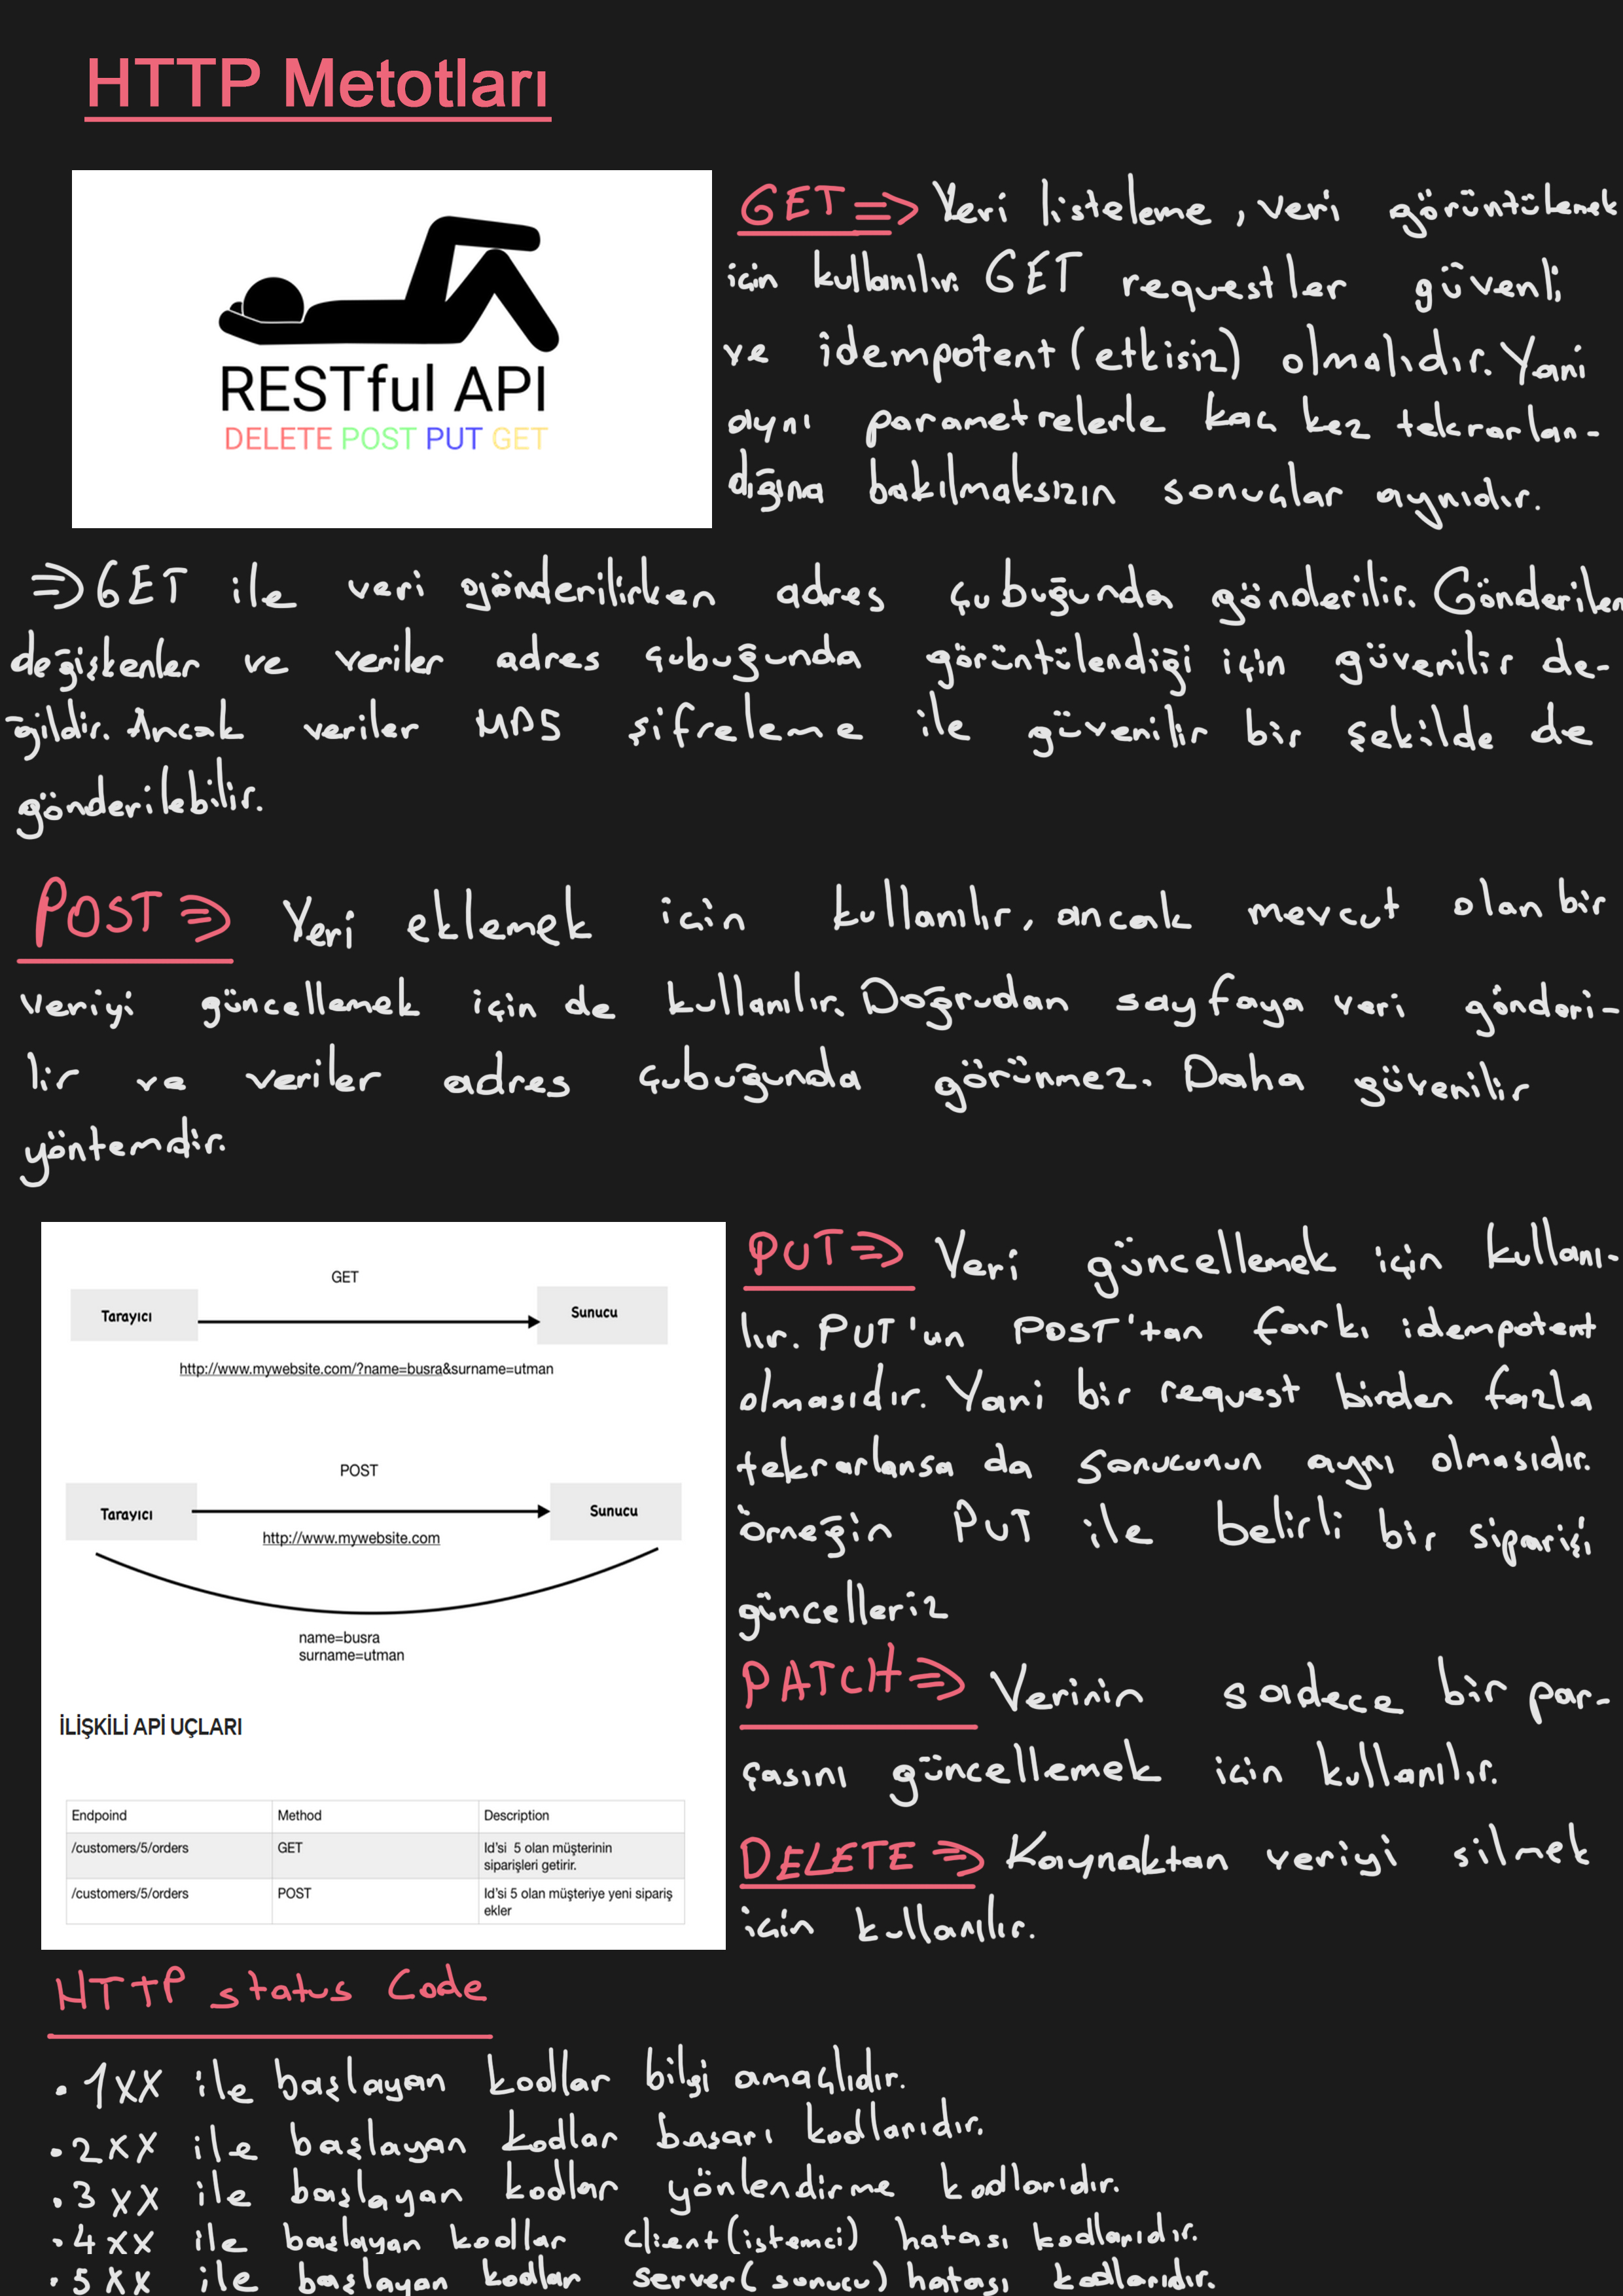 HTTP Metotları
RESTful API
DELETE POST PUT GET
GET => Veri listeleme, veri görüntülemek
için kullanılır. GET requestler güvenli
ve idempotent (etkisiz) olmalıdır. Yani
aynı parametrelerle kaç kez tekrarlan-
dığına bakılmaksızın sonuçlar aynıdır.
=> GET ile veri gönderilirken adres çubuğunda gönderilir. Gönderilen
değişkenler ve veriler adres çubuğunda görüntülendiği için güvenilir de-
ğildir. Ancak veriler MD5 şifreleme ile güvenilir bir şekilde de
gönderilebilir.
POST => Veri eklemek için kullanılır, ancak mevcut olan bir
veriyi güncellemek için de kullanılır. Doğrudan sayfaya veri gönderi-
lir ve veriler adres çubuğunda görünmez. Daha güvenilir
yöntemdir.
GET
Tarayıcı
Sunucu
http://www.mywebsite.com/?name=busra&surname=utman
POST
Tarayıcı
Sunucu
http://www.mywebsite.com
name=busra
surname=utman
İLİŞKİLİ API UÇLARI
Endpoind Method Description
/customers/5/orders GET Id'si 5 olan müşterinin
siparişleri getirir.
/customers/5/orders POST Id'si 5 olan müşteriye yeni sipariş
ekler
PUT => Veri güncellemek için kullanı-
lır. PUT'un POST'tan farkı idempotent
olmasıdır. Yani bir request birden fazla
tekrarlansa da sonucunun aynı olmasıdır.
örneğin PUT ile belirli bir siparişi
güncelleriz
PATCH => Verinin sadece bir par-
çasını güncellemek için kullanılır.
DELETE => Kaynaktan veriyi silmek
için kullanılır.
HTTP status Code
• 1XX ile başlayan kodlar bilgi amaçlıdır.
• 2XX ile başlayan kodlar basarı kodlarıdır.
• 3XX ile başlayan kodlar yönlendirme kodlarıdır.
• 4XX ile başlayan kodlar client (istemci) hatası kodlarıdır.
• 5XX ile başlayan kodlar server (sunucu) hatası kodlarıdır.